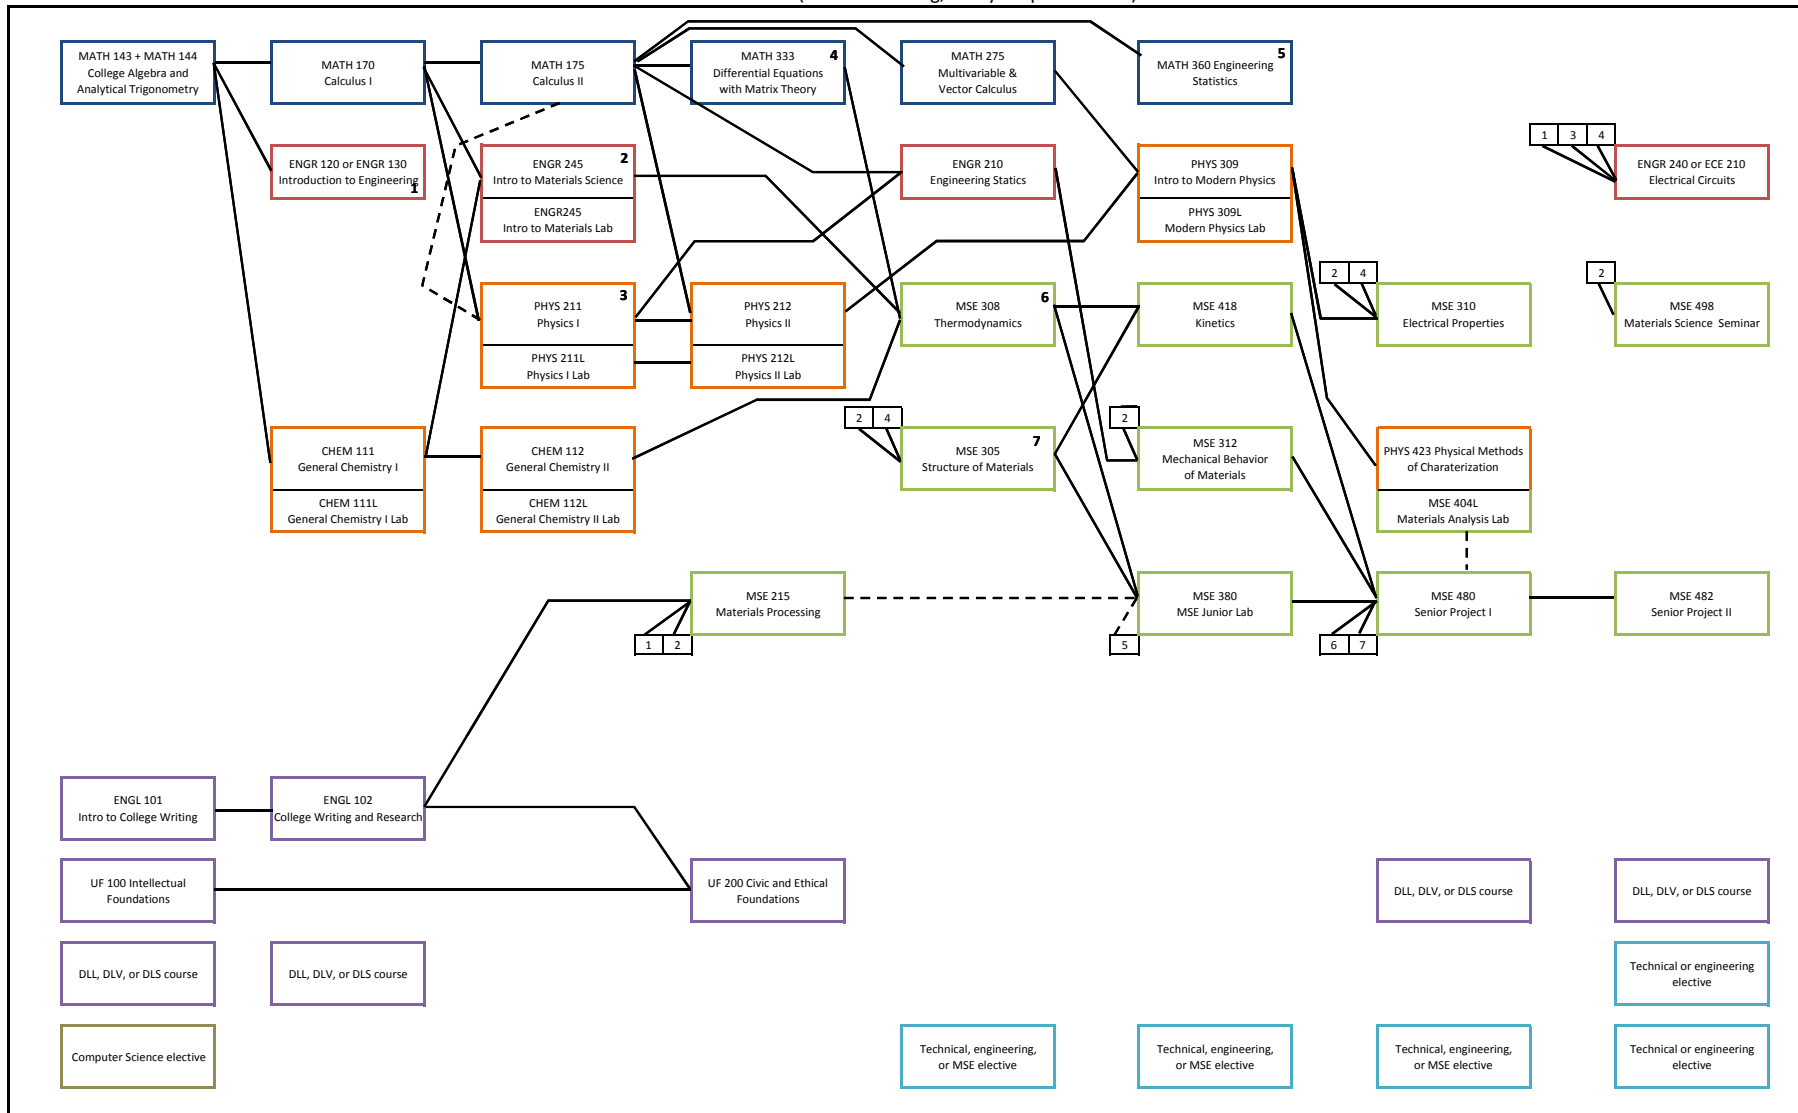 MATH 143 + MATH 144
College Algebra and
Analytical Trigonometry
MATH 170
Calculus I
MATH 175
Calculus II
MATH 333
Differential Equations
with Matrix Theory
4
MATH 275
Multivariable &
Vector Calculus
MATH 360 Engineering
Statistics
5
ENGR 120 or ENGR 130
Introduction to Engineering
1
ENGR 245
Intro to Materials Science
2
ENGR245
Intro to Materials Lab
ENGR 210
Engineering Statics
PHYS 309
Intro to Modern Physics
PHYS 309L
Modern Physics Lab
1 3 4
ENGR 240 or ECE 210
Electrical Circuits
PHYS 211
Physics I
3
PHYS 211L
Physics I Lab
PHYS 212
Physics II
PHYS 212L
Physics II Lab
MSE 308
Thermodynamics
6
MSE 418
Kinetics
2 4
MSE 310
Electrical Properties
2
MSE 498
Materials Science Seminar
CHEM 111
General Chemistry I
CHEM 111L
General Chemistry I Lab
CHEM 112
General Chemistry II
CHEM 112L
General Chemistry II Lab
2 4
MSE 305
Structure of Materials
7
2
MSE 312
Mechanical Behavior
of Materials
PHYS 423 Physical Methods
of Charaterization
MSE 404L
Materials Analysis Lab
MSE 215
Materials Processing
1 2
MSE 380
MSE Junior Lab
5
MSE 480
Senior Project I
6 7
MSE 482
Senior Project II
ENGL 101
Intro to College Writing
ENGL 102
College Writing and Research
UF 100 Intellectual
Foundations
UF 200 Civic and Ethical
Foundations
DLL, DLV, or DLS course
DLL, DLV, or DLS course
DLL, DLV, or DLS course
DLL, DLV, or DLS course
Technical or engineering
elective
Computer Science elective
Technical, engineering,
or MSE elective
Technical, engineering,
or MSE elective
Technical, engineering,
or MSE elective
Technical or engineering
elective